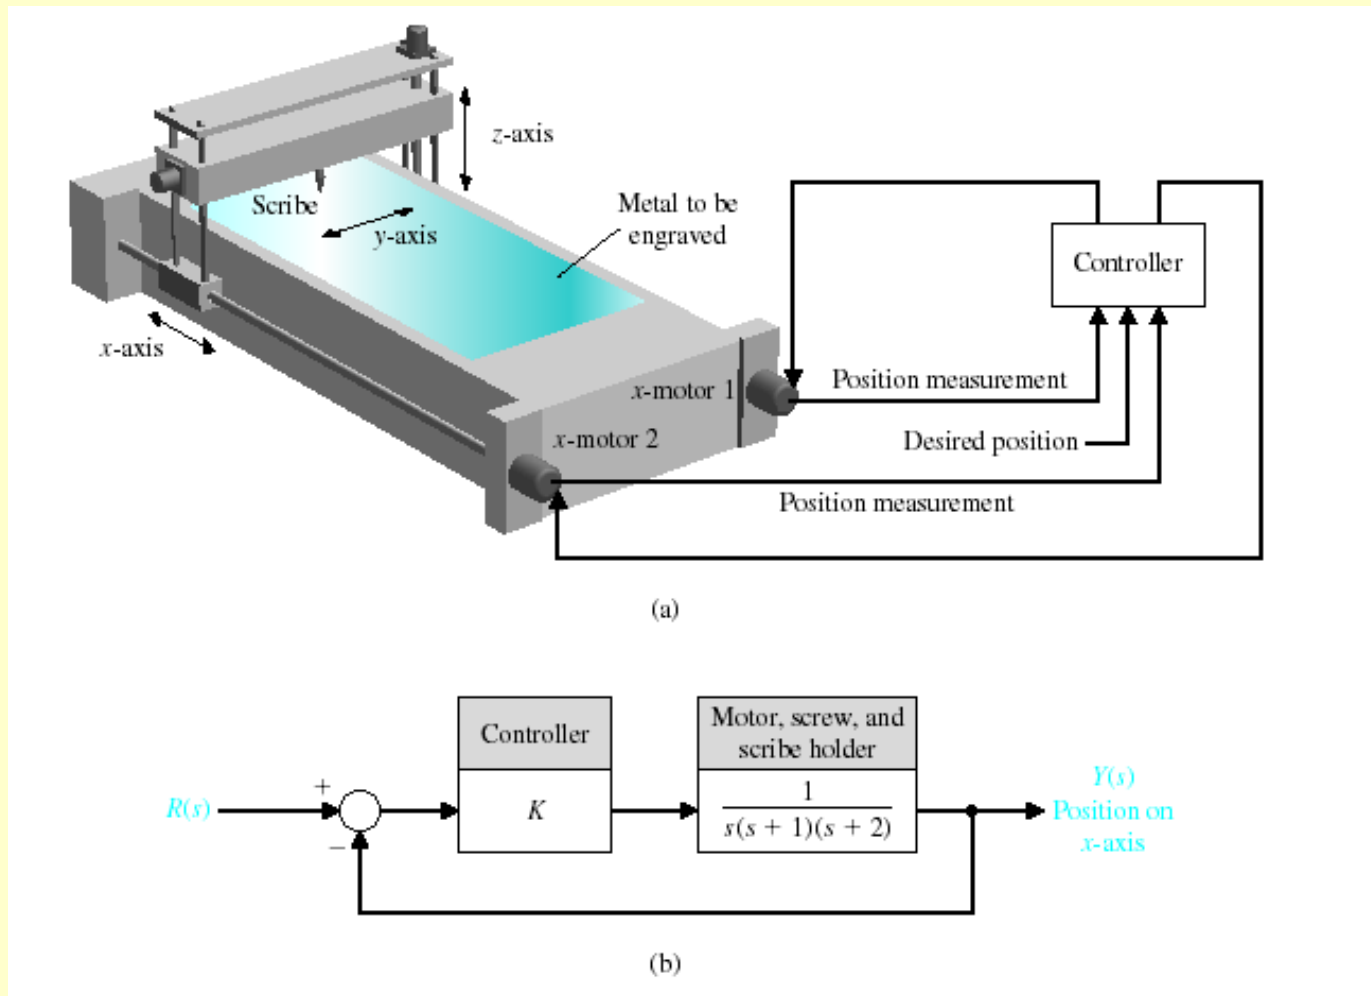 z-axis
Scribe
y-axis
Metal to be
engraved
Controller
x-axis
x-motor 1
Position measurement
x-motor 2
Desired position
Position measurement
(a)
Controller
Motor, screw, and
scribe holder
R(s)
+
−
K
1
s(s + 1)(s + 2)
Y(s)
Position on
x-axis
(b)